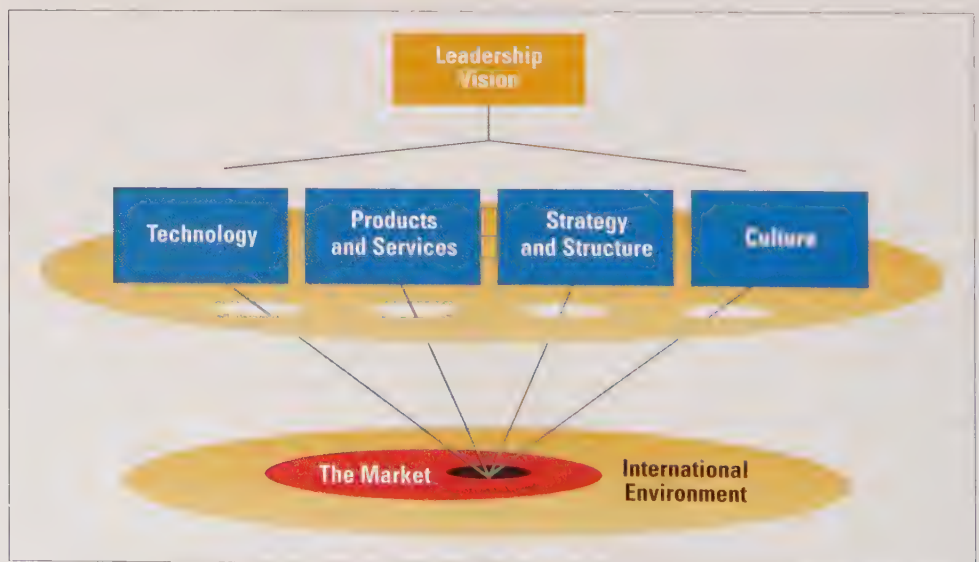 Leadership
Vision
Technology
Products
and Services
Strategy
and Structure
Culture
The Market
International
Environment